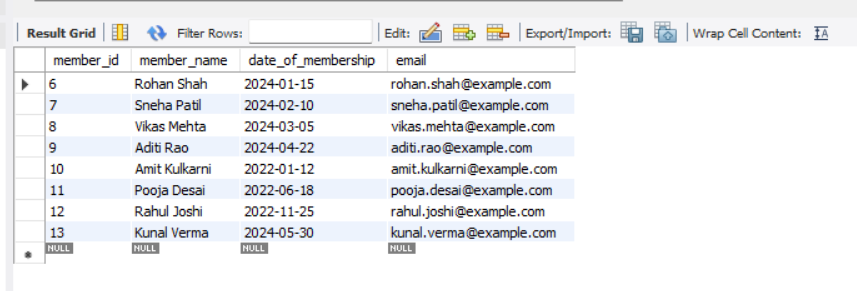 Result Grid Filter Rows: Edit: Export/Import: Wrap Cell Content: IA
member_id member_name date_of_membership email
6 Rohan Shah 2024-01-15 rohan.shah@example.com
7 Sneha Patil 2024-02-10 sneha.patil@example.com
8 Vikas Mehta 2024-03-05 vikas.mehta@example.com
9 Aditi Rao 2024-04-22 aditi.rao@example.com
10 Amit Kulkarni 2022-01-12 amit.kulkarni@example.com
11 Pooja Desai 2022-06-18 pooja.desai@example.com
12 Rahul Joshi 2022-11-25 rahul.joshi@example.com
13 Kunal Verma 2024-05-30 kunal.verma@example.com
NULL NULL NULL NULL